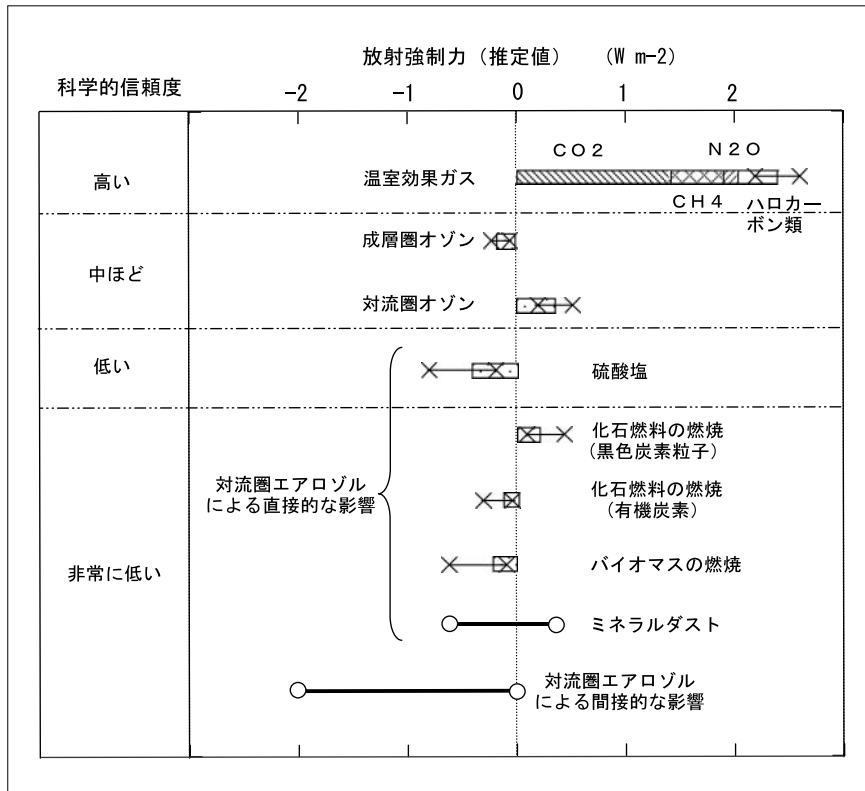 放射強制力（推定値）　（W m-2）
科学的信頼度
-2 -1 0 1 2
高い
温室効果ガス
CO2
N2O
CH4
ハロカー
ボン類
中ほど
成層圏オゾン
対流圏オゾン
低い
硫酸塩
化石燃料の燃焼
（黒色炭素粒子）
対流圏エアロゾル
による直接的な影響
化石燃料の燃焼
（有機炭素）
非常に低い
バイオマスの燃焼
ミネラルダスト
対流圏エアロゾル
による間接的な影響